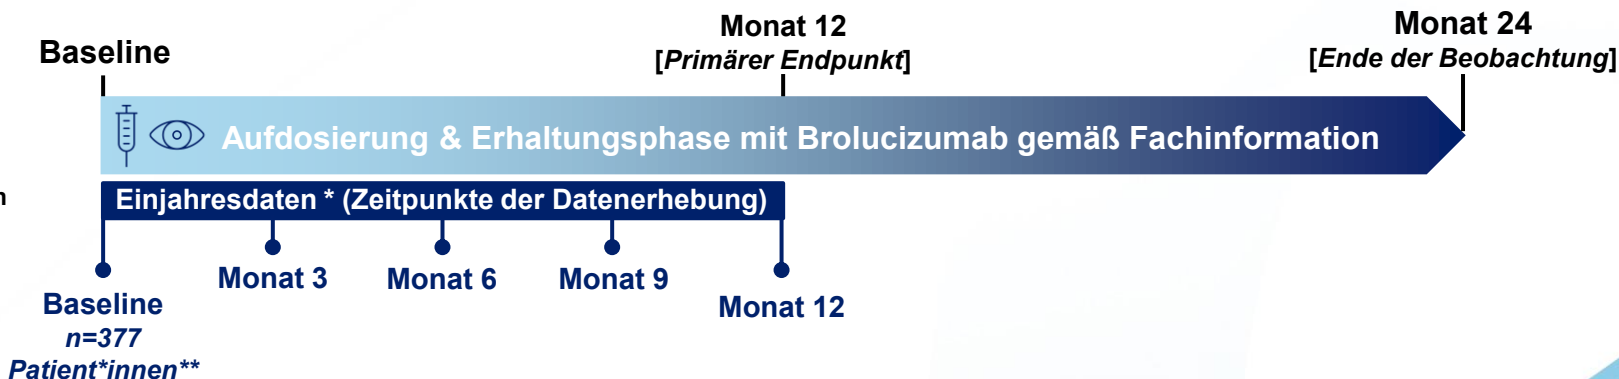 Baseline
Monat 12
[Primärer Endpunkt]
Monat 24
[Ende der Beobachtung]
Aufdosierung & Erhaltungsphase mit Brolucizumab gemäß Fachinformation
Einjahresdaten * (Zeitpunkte der Datenerhebung)
Baseline
n=377
Patient*innen**
Monat 3
Monat 6
Monat 9
Monat 12